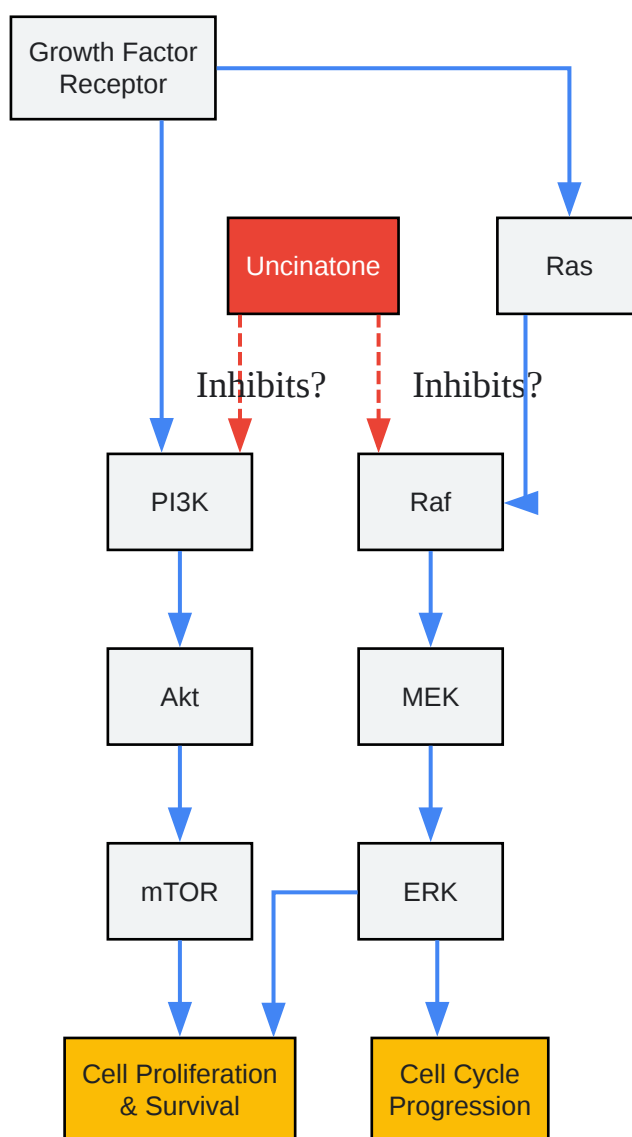 Growth Factor
Receptor
Uncinatone
Ras
Inhibits?
Inhibits?
PI3K
Raf
Akt
MEK
mTOR
ERK
Cell Proliferation
& Survival
Cell Cycle
Progression